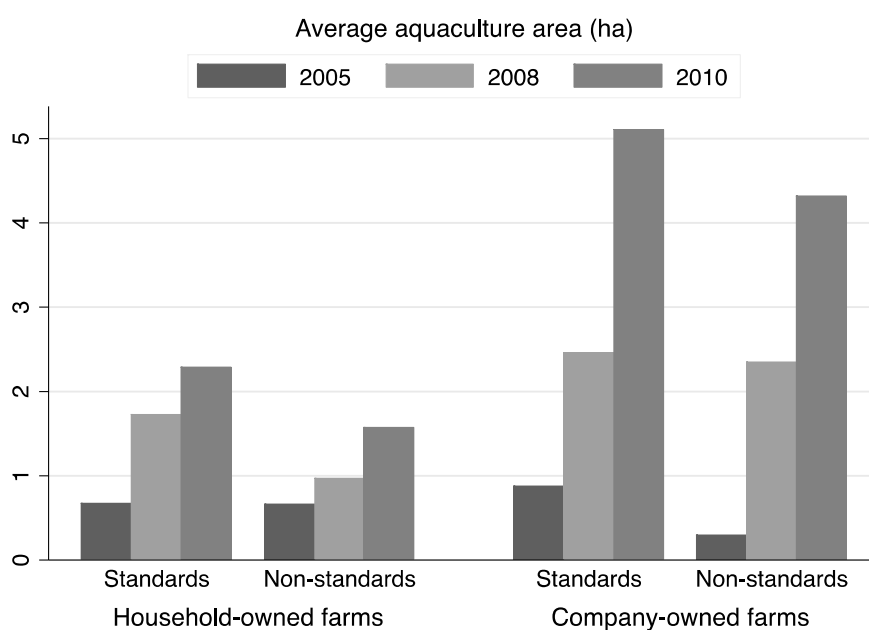 Average aquaculture area (ha)
2005 2008 2010
5
4
3
2
1
0
Standards Non-standards Standards Non-standards
Household-owned farms Company-owned farms